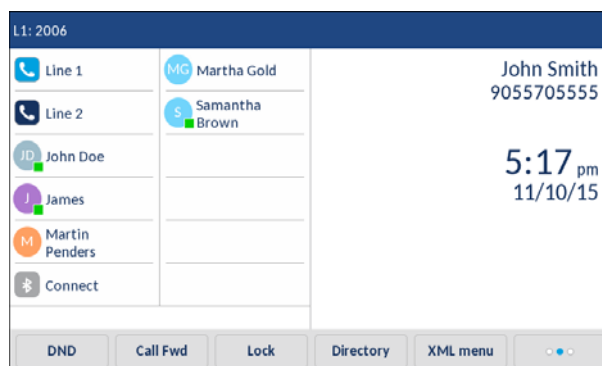 L1: 2006
Line 1
Line 2
JD John Doe
J James
M Martin
Penders
Connect
MG Martha Gold
S Samantha
Brown
John Smith
9055705555
5:17 pm
11/10/15
DND Call Fwd Lock Directory XML menu